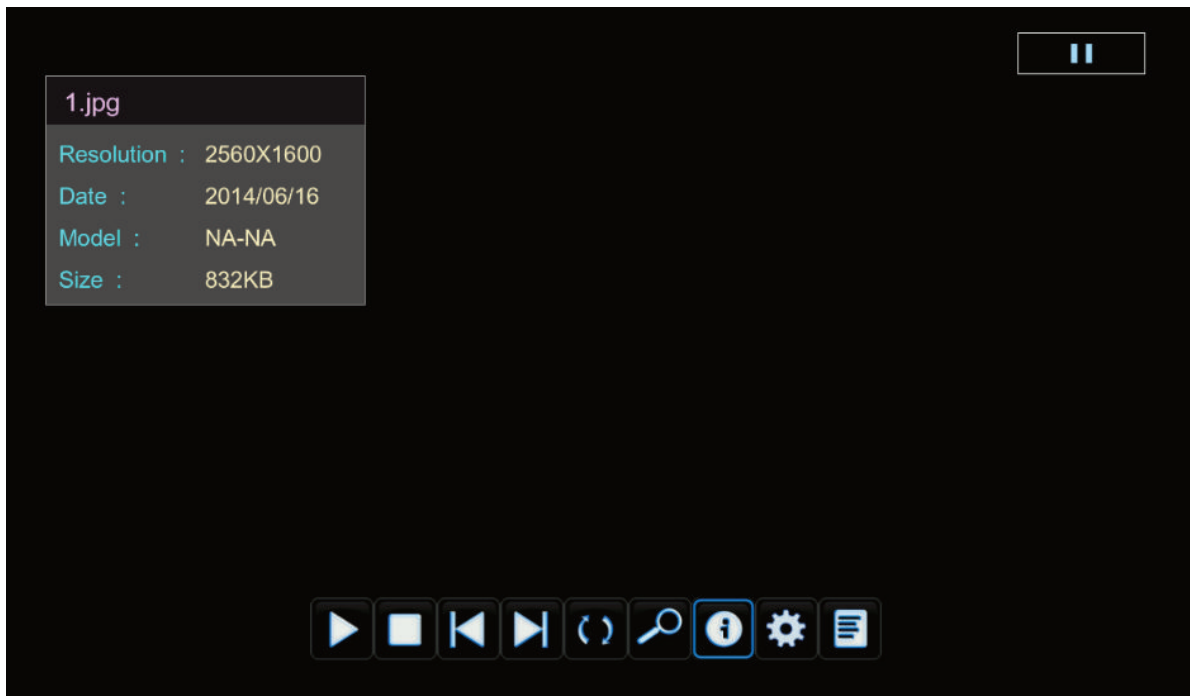 1.jpg
Resolution : 2560X1600
Date : 2014/06/16
Model : NA-NA
Size : 832KB